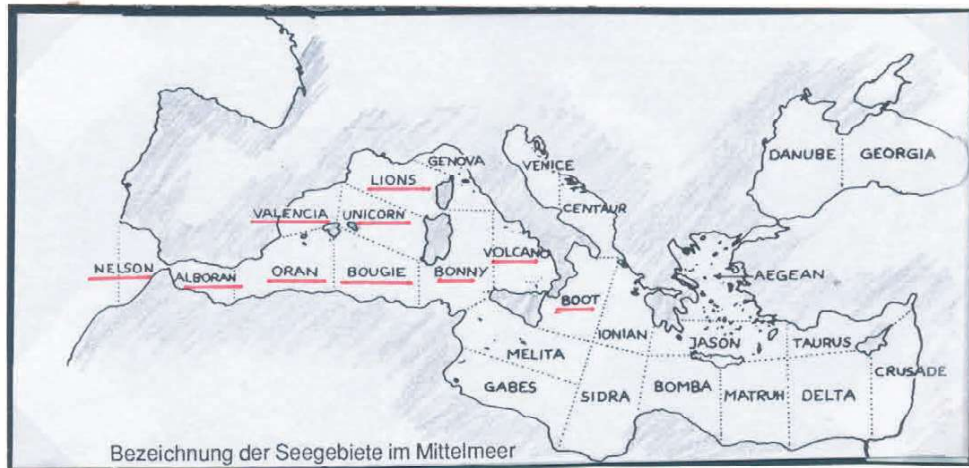 GENOVA
VENICE
DANUBE
GEORGIA
LIONS
CENTAUR
VALENCIA
UNICORN
VOLCANO
NELSON
ALBORAN
ORAN
BOUGIE
BONNY
AEGEAN
BOOT
IONIAN
JASON
TAURUS
MELITA
CRUSADE
GABES
SIDRA
BOMBA
MATRUH
DELTA
Bezeichnung der Seegebiete im Mittelmeer